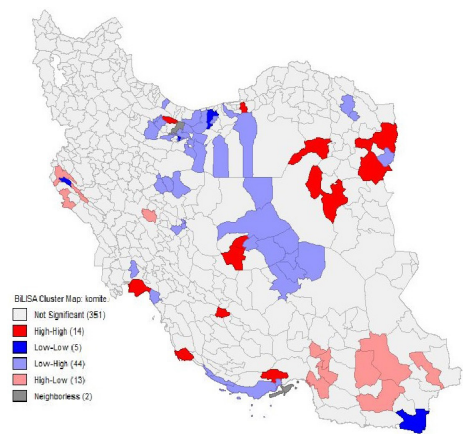 BiLISA Cluster Map: komite
Not Significant (351)
High-High (14)
Low-Low (5)
Low-High (44)
High-Low (13)
Neighborless (2)